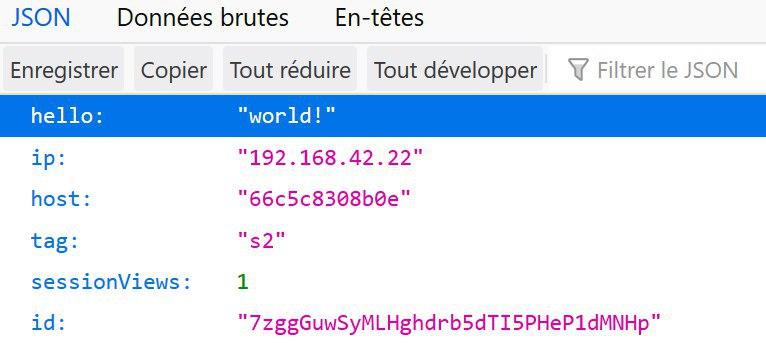 JSON Données brutes En-têtes
Enregistrer Copier Tout réduire Tout développer Filtrer le JSON
hello: "world!"
ip: "192.168.42.22"
host: "66c5c8308b0e"
tag: "s2"
sessionViews: 1
id: "7zggGuwSyMLHghdrb5dTI5PHeP1dMNHp"